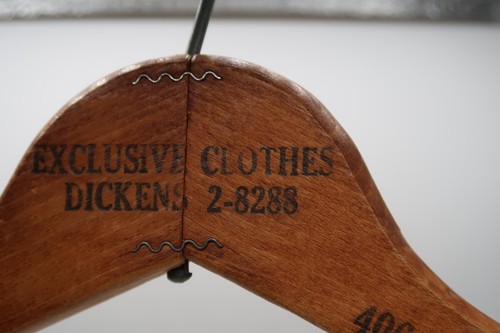 EXCLUSIVE CLOTHES
DICKENS 2-8288